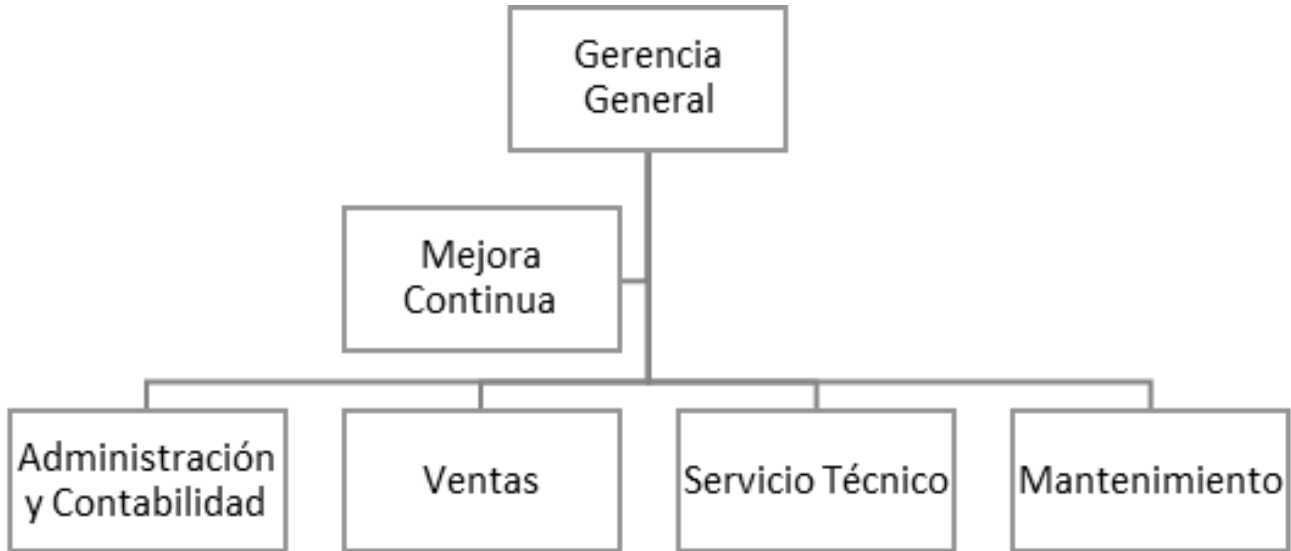 Gerencia
General
Mejora
Continua
Administración
y Contabilidad
Ventas
Servicio Técnico
Mantenimiento